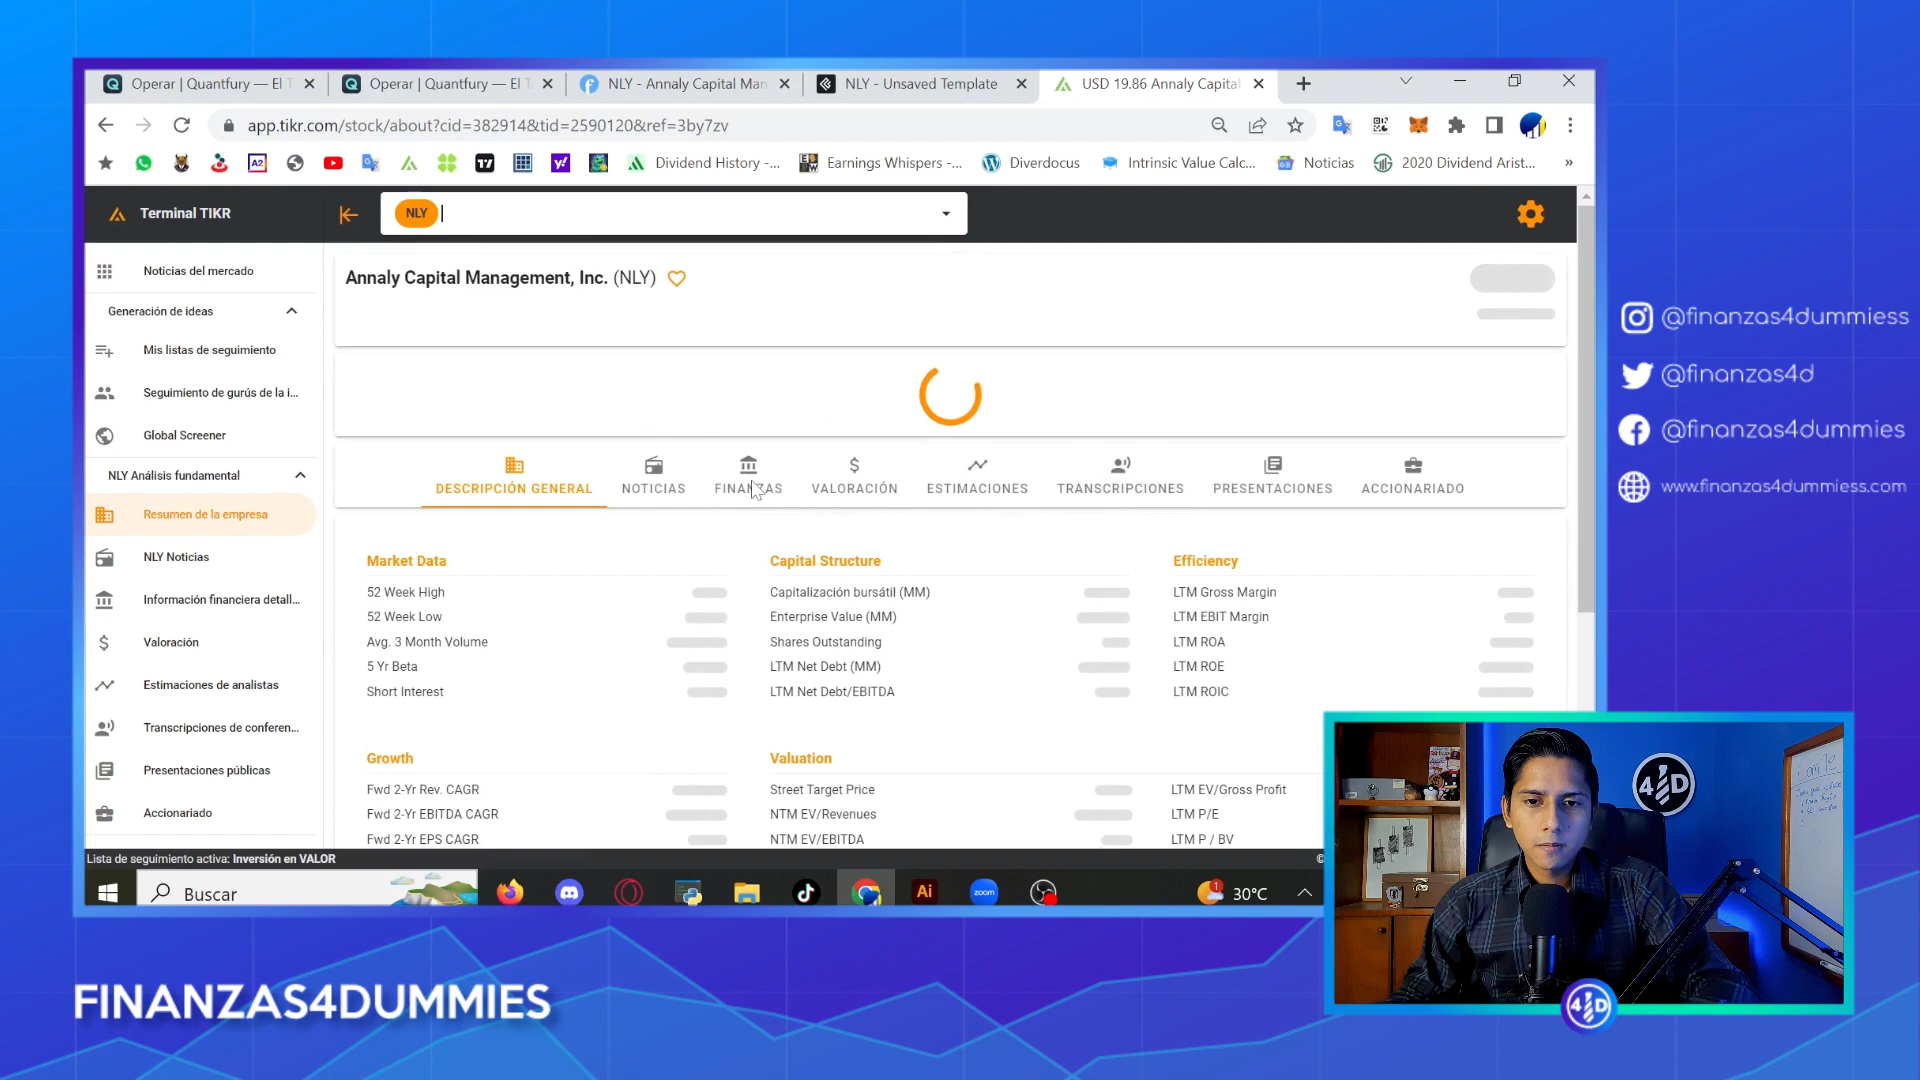 Operar | Quantfury — El T
Operar | Quantfury — El T
NLY - Annaly Capital Man
NLY - Unsaved Template
USD 19.86 Annaly Capital
app.tikr.com/stock/about?cid=382914&tid=2590120&ref=3by7zv
A2
Dividend History -...
Earnings Whispers -...
Diverdocus
Intrinsic Value Calc...
Noticias
2020 Dividend Arist...
»
Terminal TIKR
NLY
Noticias del mercado
Generación de ideas
Mis listas de seguimiento
Seguimiento de gurús de la i...
Global Screener
NLY Análisis fundamental
Resumen de la empresa
NLY Noticias
Información financiera detall...
Valoración
Estimaciones de analistas
Transcripciones de conferen...
Presentaciones públicas
Accionariado
Annaly Capital Management, Inc. (NLY)
DESCRIPCIÓN GENERAL
NOTICIAS
FINANZAS
VALORACIÓN
ESTIMACIONES
TRANSCRIPCIONES
PRESENTACIONES
ACCIONARIADO
Market Data
52 Week High
52 Week Low
Avg. 3 Month Volume
5 Yr Beta
Short Interest
Capital Structure
Capitalización bursátil (MM)
Enterprise Value (MM)
Shares Outstanding
LTM Net Debt (MM)
LTM Net Debt/EBITDA
Efficiency
LTM Gross Margin
LTM EBIT Margin
LTM ROA
LTM ROE
LTM ROIC
Growth
Fwd 2-Yr Rev. CAGR
Fwd 2-Yr EBITDA CAGR
Fwd 2-Yr EPS CAGR
Valuation
Street Target Price
NTM EV/Revenues
NTM EV/EBITDA
LTM EV/Gross Profit
LTM P/E
LTM P / BV
Lista de seguimiento activa: Inversión en VALOR
©
Buscar
Ai
zoom
1
30°C
@finanzas4dummiess
@finanzas4d
@finanzas4dummies
www.finanzas4dummiess.com
4D
4D
FINANZAS4DUMMIES